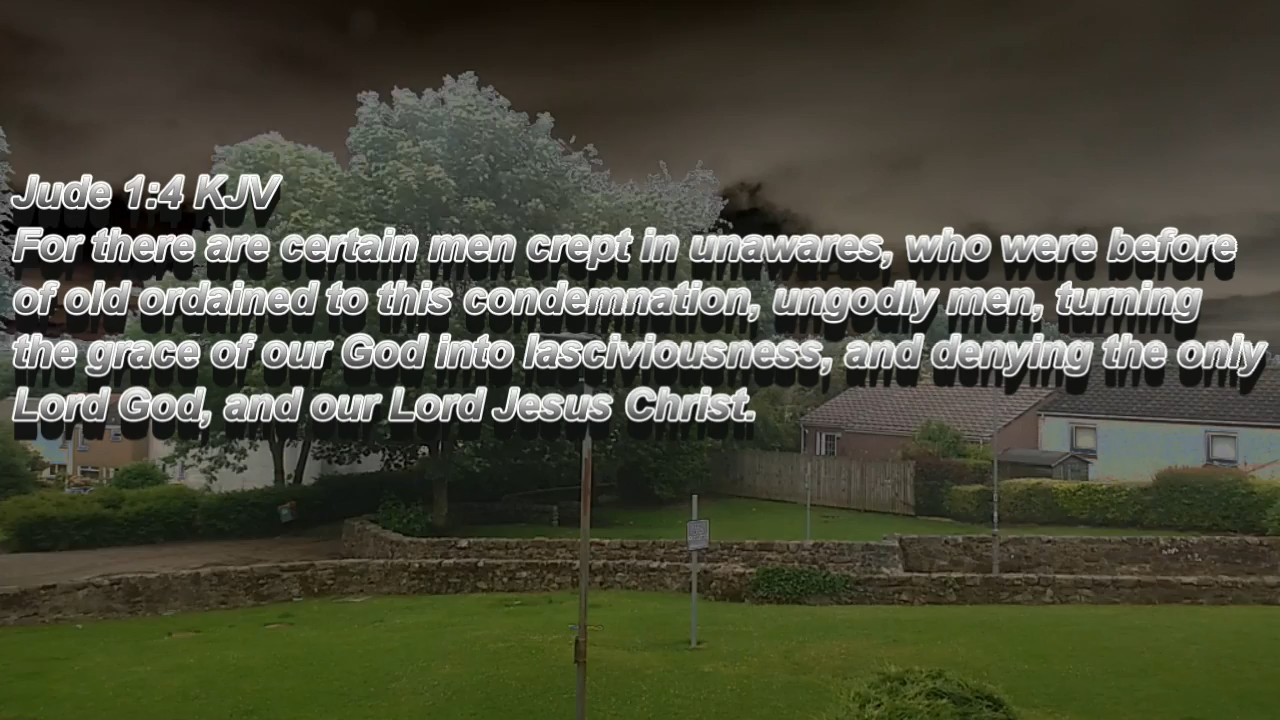 Jude 1:4 KJV
For there are certain men crept in unawares, who were before
of old ordained to this condemnation, ungodly men, turning
the grace of our God into lasciviousness, and denying the only
Lord God, and our Lord Jesus Christ.